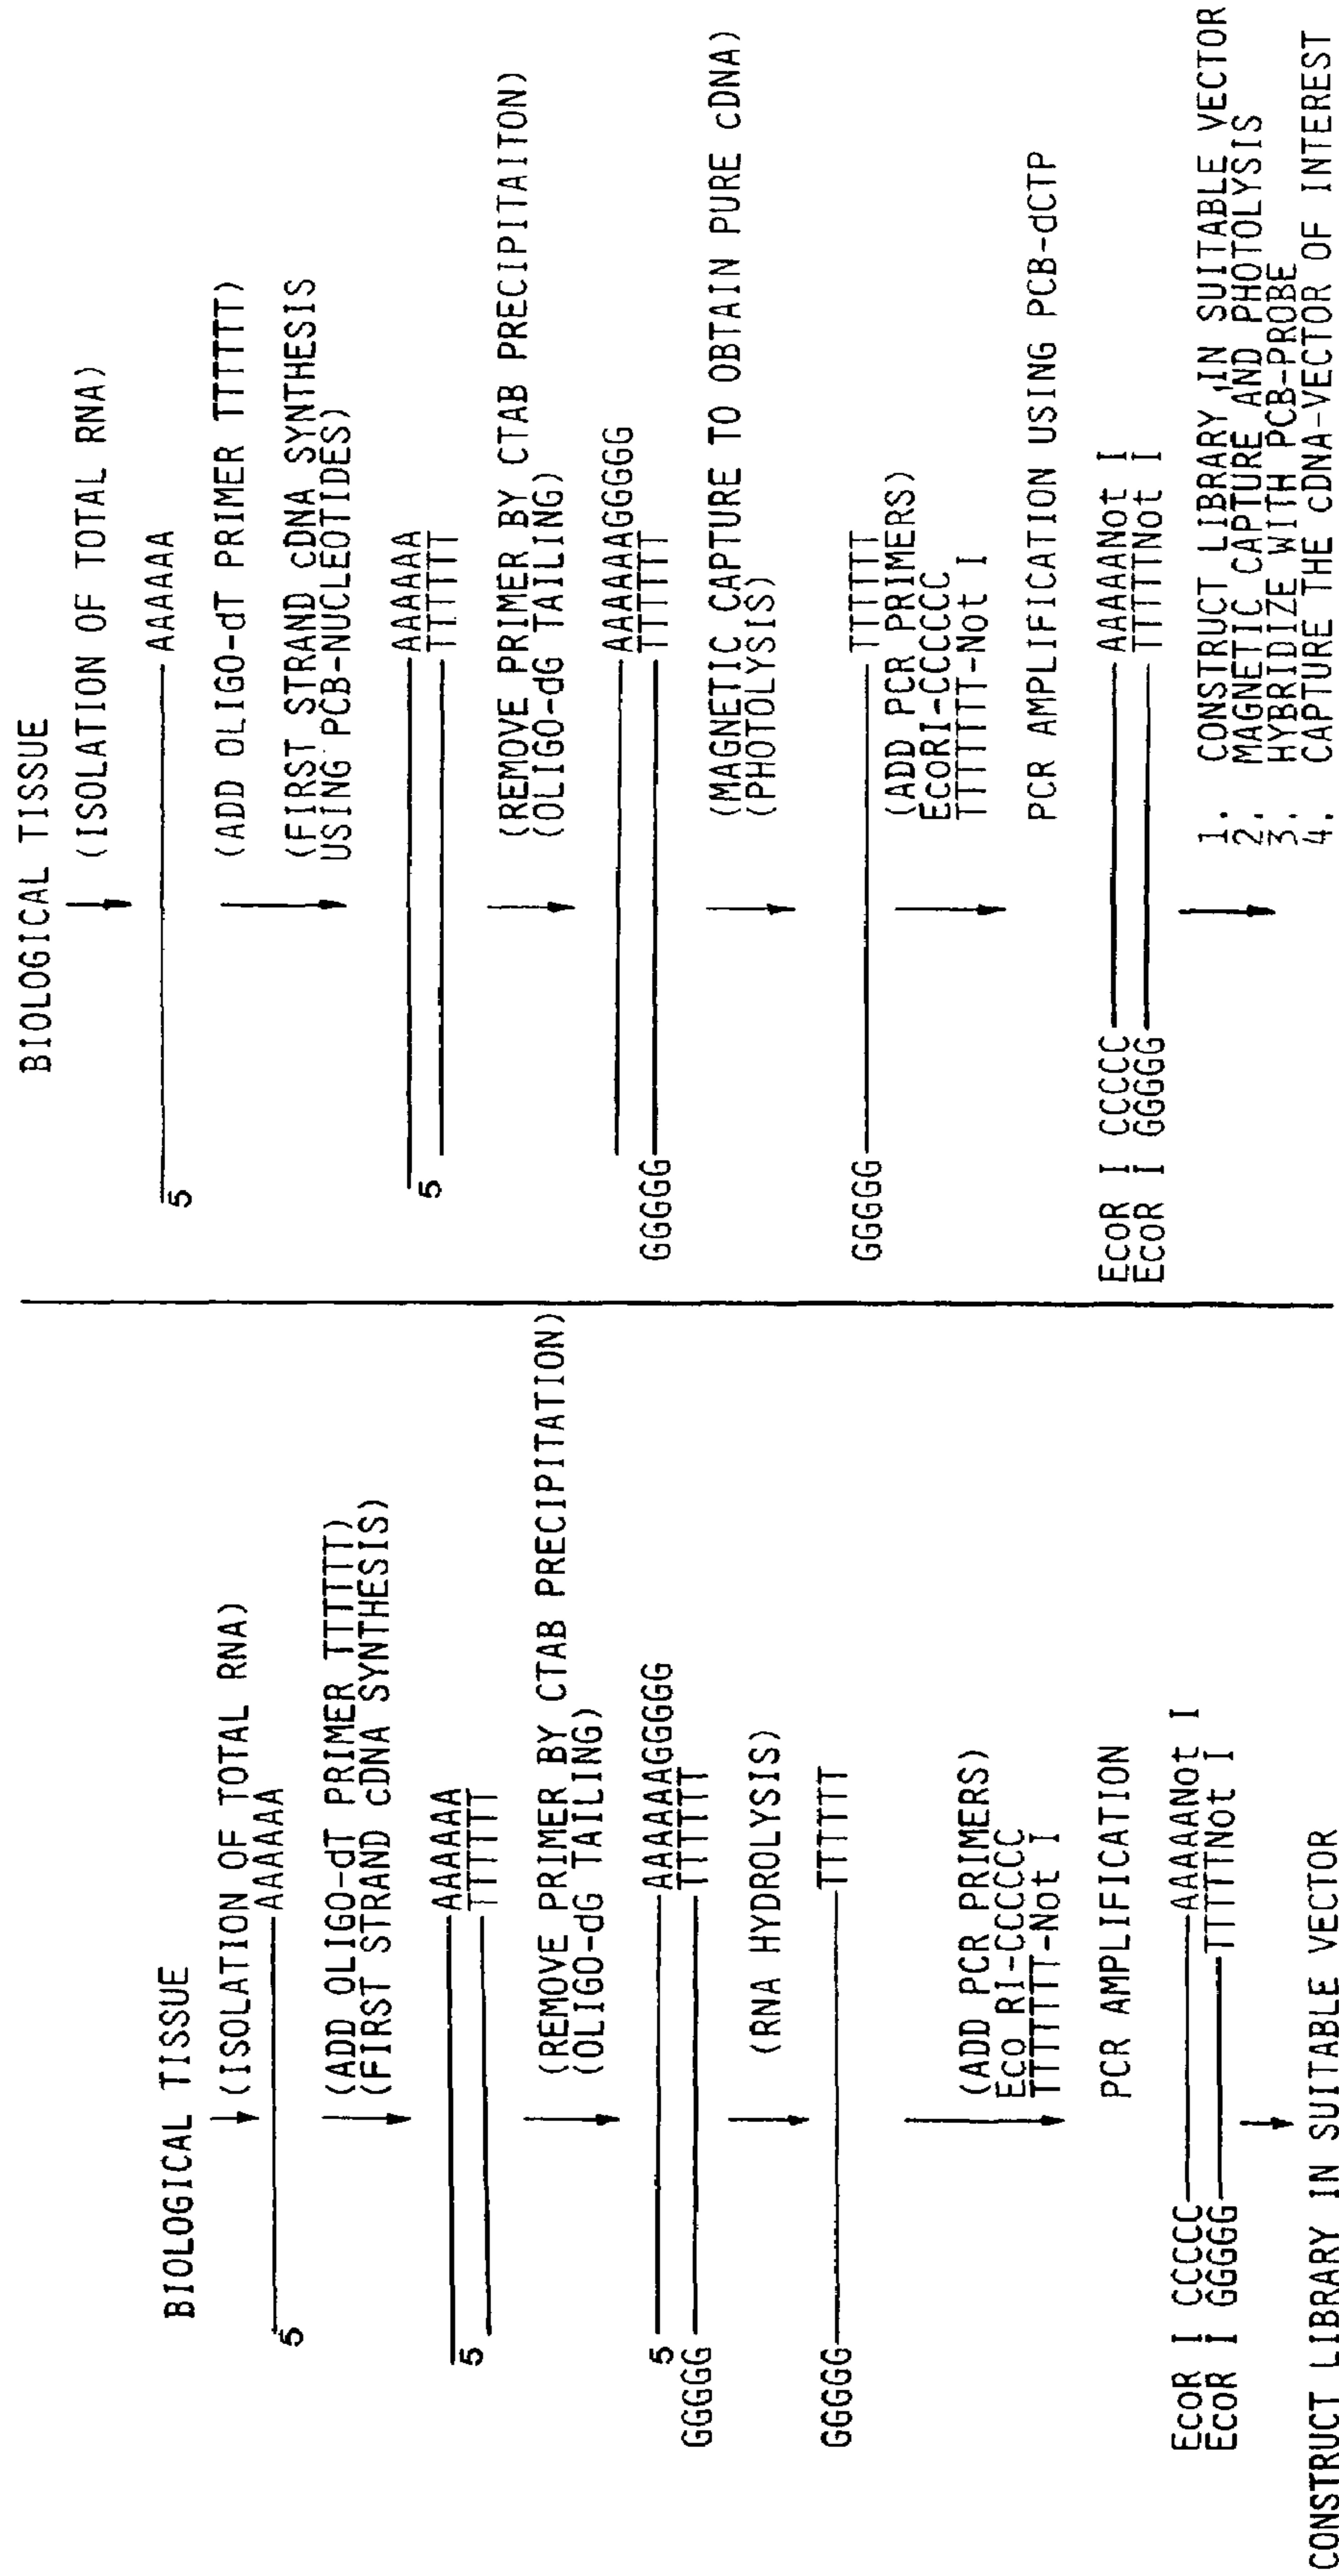 BIOLOGICAL TISSUE
(ISOLATION OF TOTAL RNA)
AAAAAA
5
(ADD OLIGO-dT PRIMER TTTTTT)
(FIRST STRAND CDNA SYNTHESIS)
AAAAAA
TTTTTT
5
(REMOVE PRIMER BY CTAB PRECIPITATION)
(OLIGO-dG TAILING)
5 AAAAAAGGGGG
GGGGG TTTTTT
(RNA HYDROLYSIS)
GGGGG TTTTTT
(ADD PCR PRIMERS)
Eco RI-CCCCCC
TTTTTTT-Not I
PCR AMPLIFICATION
EcoR I CCCCC AAAAANot I
EcoR I GGGGG TTTTTNot I
CONSTRUCT LIBRARY IN SUITABLE VECTOR
BIOLOGICAL TISSUE
(ISOLATION OF TOTAL RNA)
AAAAAA
5
(ADD OLIGO-dT PRIMER TTTTTT)
(FIRST STRAND cDNA SYNTHESIS
USING PCB-NUCLEOTIDES)
AAAAAA
TTTTTT
5
(REMOVE PRIMER BY CTAB PRECIPITAITON)
(OLIGO-dG TAILING)
AAAAAAGGGGG
GGGGG TTTTTT
(MAGNETIC CAPTURE TO OBTAIN PURE cDNA)
(PHOTOLYSIS)
GGGGG TTTTTT
(ADD PCR PRIMERS)
EcORI-CCCCCC
TTTTTTT-Not I
PCR AMPLIFICATION USING PCB-dCTP
EcoR I CCCCC AAAAANot I
EcoR I GGGGG TTTTTNot I
1. CONSTRUCT LIBRARY IN SUITABLE VECTOR
2. MAGNETIC CAPTURE AND PHOTOLYSIS
3. HYBRIDIZE WITH PCB-PROBE
4. CAPTURE THE CDNA-VECTOR OF INTEREST